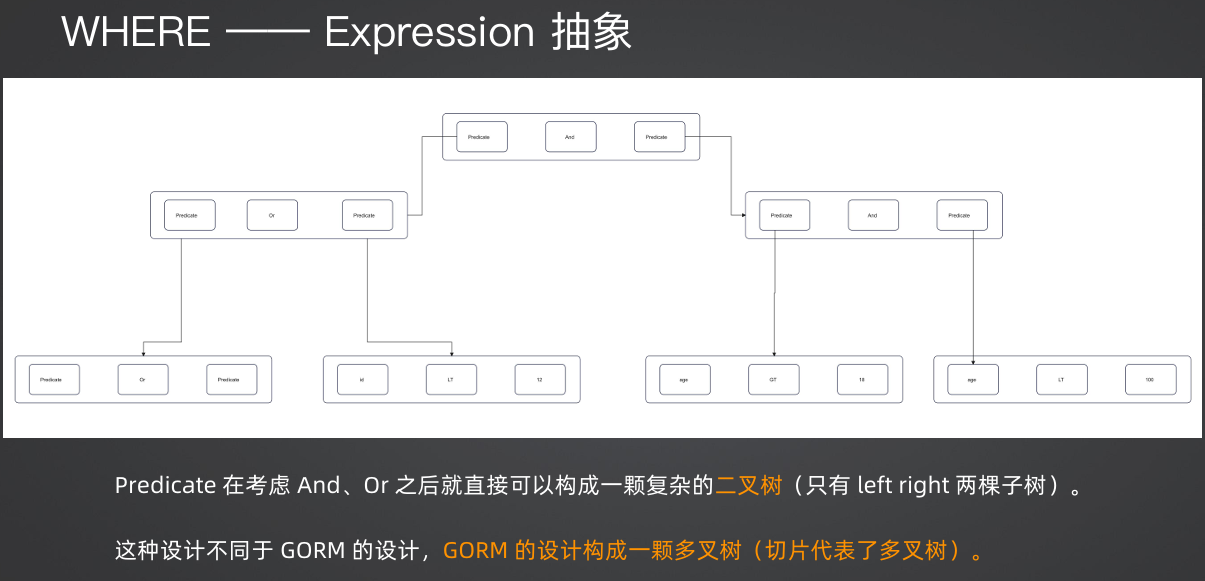 WHERE —— Expression 抽象
Predicate And Predicate
Predicate Or Predicate
Predicate And Predicate
Predicate Or Predicate
id LT 12
age GT 18
age LT 100
Predicate 在考虑 And、Or 之后就直接可以构成一颗复杂的二叉树（只有 left right 两棵子树）。
这种设计不同于 GORM 的设计，GORM 的设计构成一颗多叉树（切片代表了多叉树）。